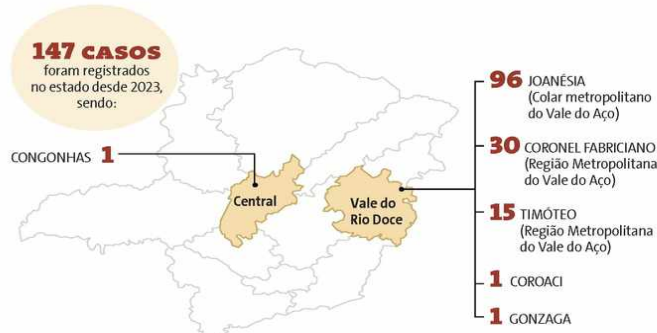 147 CASOS
foram registrados
no estado desde 2023,
sendo:
CONGONHAS 1
Central
Vale do
Rio Doce
96 JOANÉSIA
(Colar metropolitano
do Vale do Aço)
30 CORONEL FABRICIANO
(Região Metropolitana
do Vale do Aço)
15 TIMÓTEO
(Região Metropolitana
do Vale do Aço)
1 COROACI
1 GONZAGA